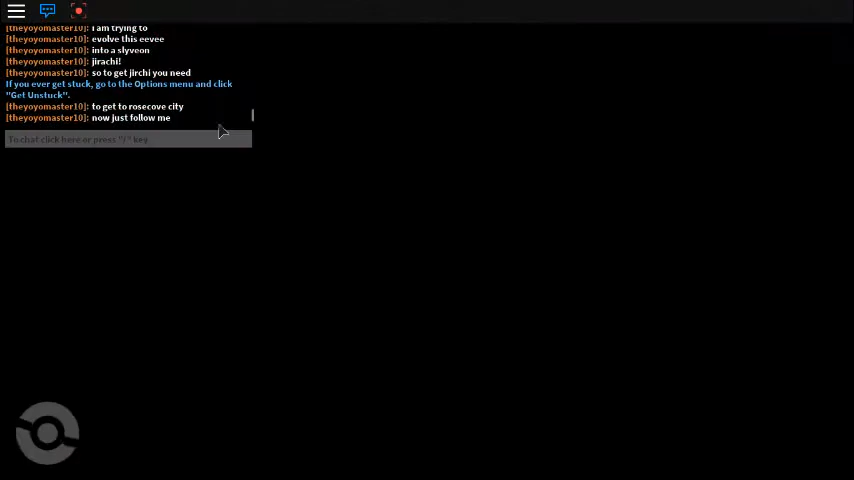 [theyoyomaster10]: I am trying to
[theyoyomaster10]: evolve this eevee
[theyoyomaster10]: into a slyveon
[theyoyomaster10]: jirachi!
[theyoyomaster10]: so to get jirchi you need
If you ever get stuck, go to the Options menu and click
"Get Unstuck".
[theyoyomaster10]: to get to rosecove city
[theyoyomaster10]: now just follow me
To chat click here or press "/" key